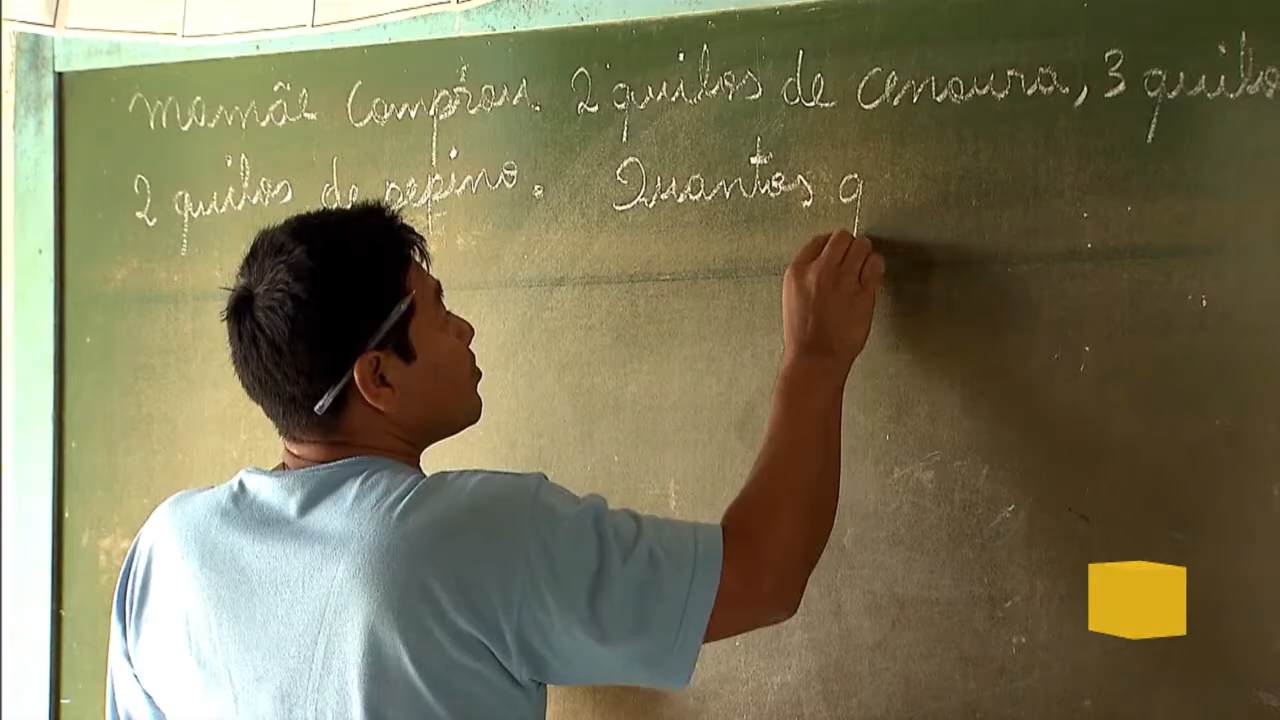 mamãe comprou. 2 quilos de cenoura, 3 quilo
2 quilos de pepino. Quantos q